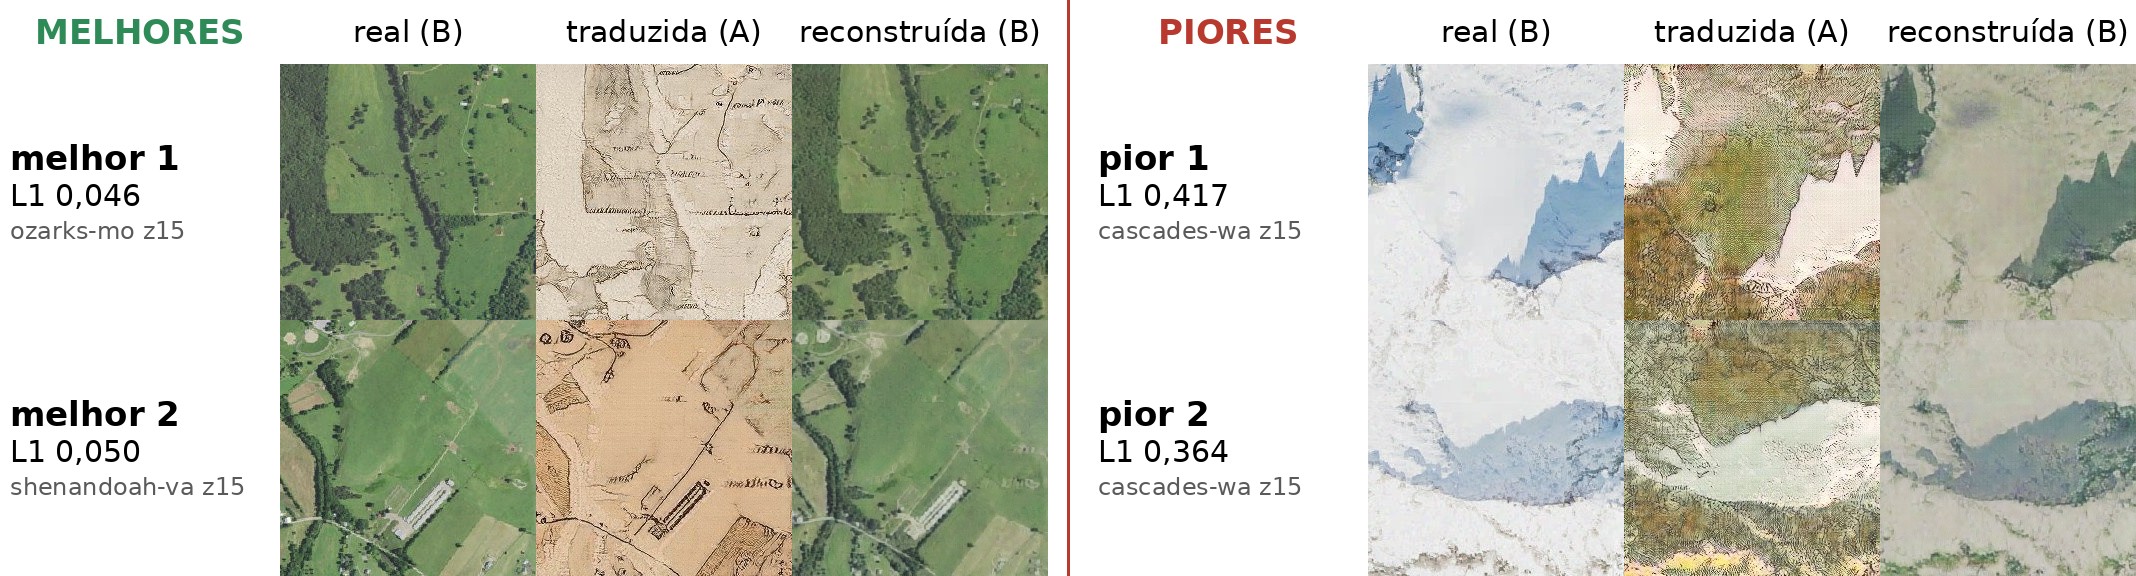 MELHORES real (B) traduzida (A) reconstruída (B)
melhor 1
L1 0,046
ozarks-mo z15
melhor 2
L1 0,050
shenandoah-va z15
PIORES real (B) traduzida (A) reconstruída (B)
pior 1
L1 0,417
cascades-wa z15
pior 2
L1 0,364
cascades-wa z15